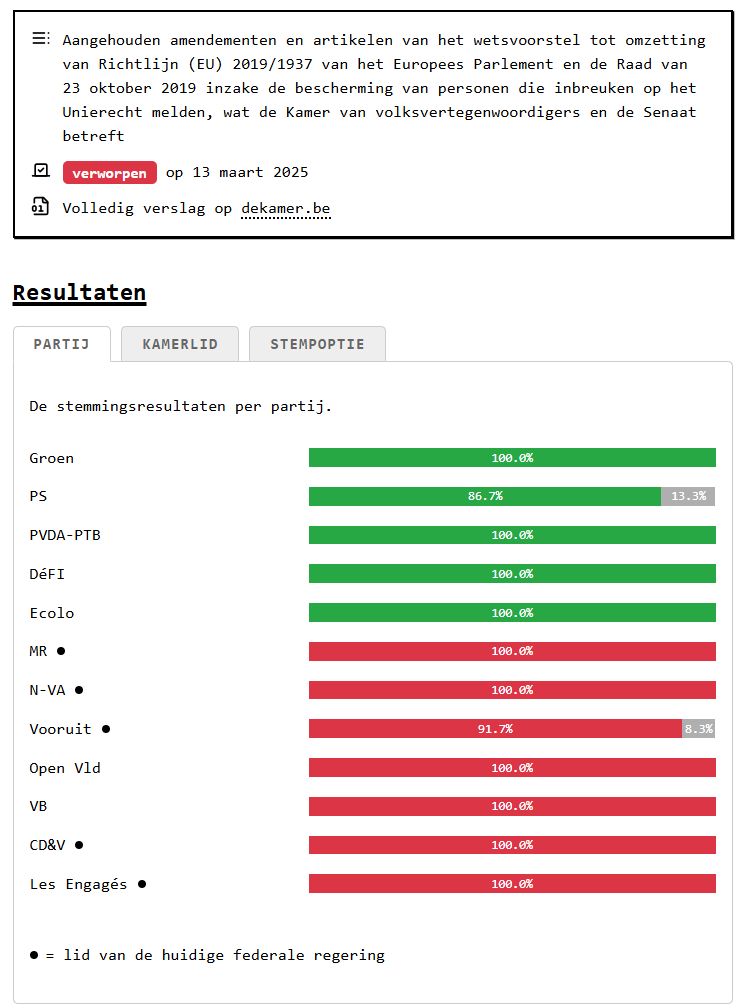 Aangehouden amendementen en artikelen van het wetsvoorstel tot omzetting
van Richtlijn (EU) 2019/1937 van het Europees Parlement en de Raad van
23 oktober 2019 inzake de bescherming van personen die inbreuken op het
Unierecht melden, wat de Kamer van volksvertegenwoordigers en de Senaat
betreft
verworpen op 13 maart 2025
Volledig verslag op dekamer.be
Resultaten
PARTIJ KAMERLID STEMPOPTIE
De stemmingsresultaten per partij.
Groen 100.0%
PS 86.7% 13.3%
PVDA-PTB 100.0%
DéFI 100.0%
Ecolo 100.0%
MR ● 100.0%
N-VA ● 100.0%
Vooruit ● 91.7% 8.3%
Open Vld 100.0%
VB 100.0%
CD&V ● 100.0%
Les Engagés ● 100.0%
● = lid van de huidige federale regering